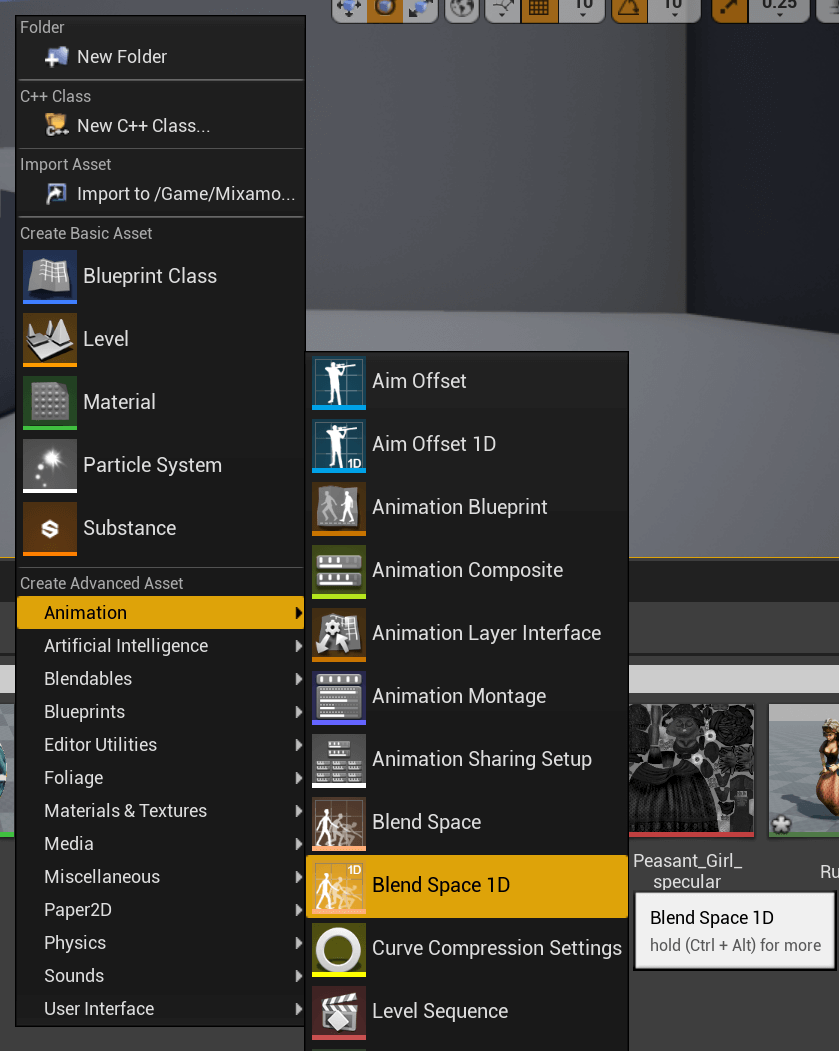 10
10
0.25
Folder
New Folder
C++ Class
New C++ Class...
Import Asset
Import to /Game/Mixamo...
Create Basic Asset
Blueprint Class
Level
Material
Particle System
Substance
Create Advanced Asset
Animation
Artificial Intelligence
Blendables
Blueprints
Editor Utilities
Foliage
Materials & Textures
Media
Miscellaneous
Paper2D
Physics
Sounds
User Interface
Aim Offset
1D
Aim Offset 1D
Animation Blueprint
Animation Composite
Animation Layer Interface
Animation Montage
Animation Sharing Setup
Blend Space
1D
Blend Space 1D
Curve Compression Settings
Level Sequence
Peasant_Girl_
specular
Ru
Blend Space 1D
hold (Ctrl + Alt) for more